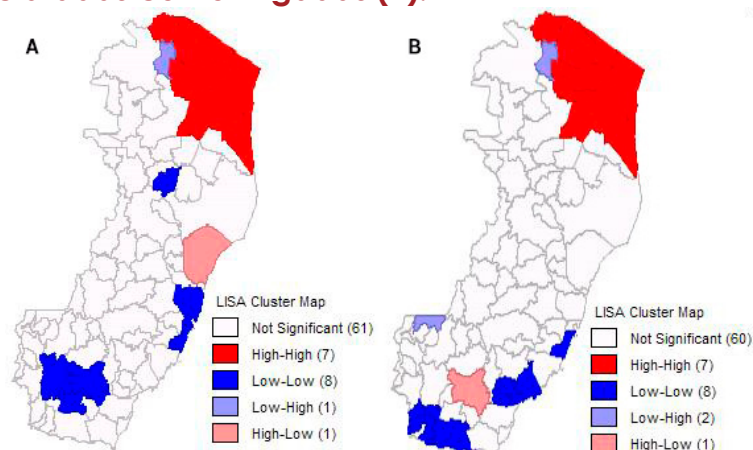 A
B
LISA Cluster Map
Not Significant (61)
High-High (7)
Low-Low (8)
Low-High (1)
High-Low (1)
LISA Cluster Map
Not Significant (60)
High-High (7)
Low-Low (8)
Low-High (2)
High-Low (1)